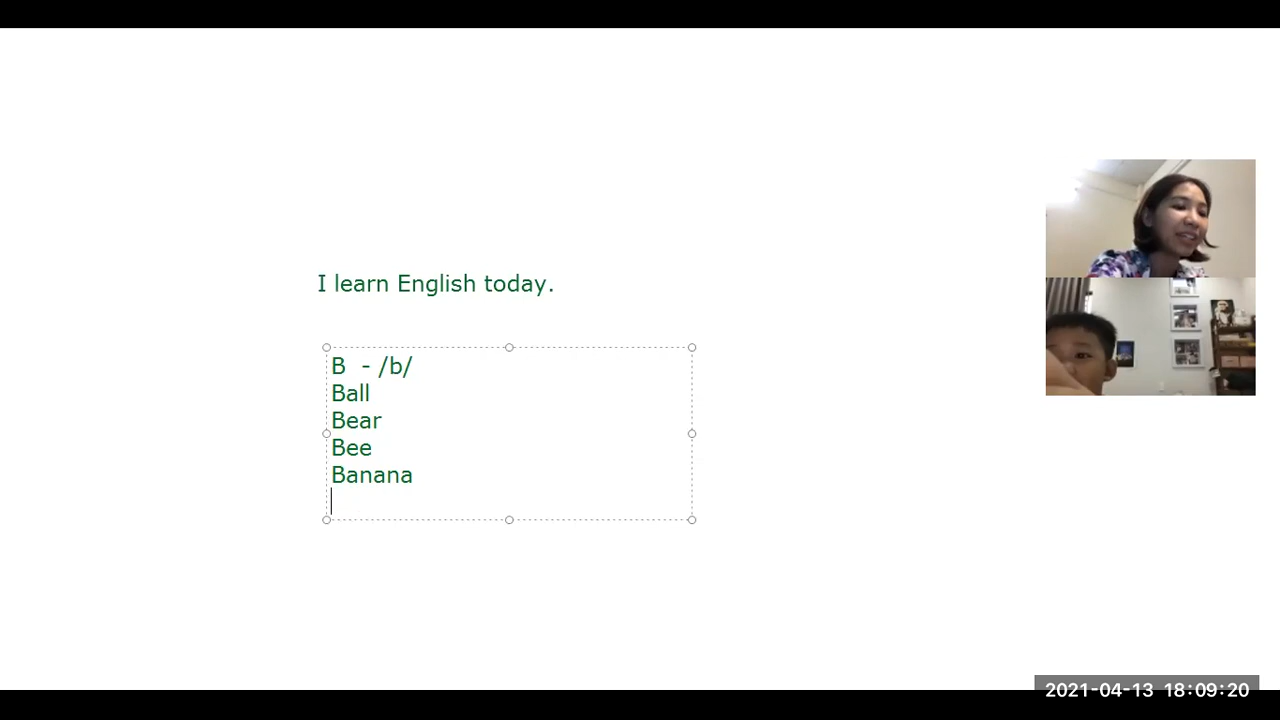 I learn English today.
B - /b/
Ball
Bear
Bee
Banana
2021-04-13 18:09:20